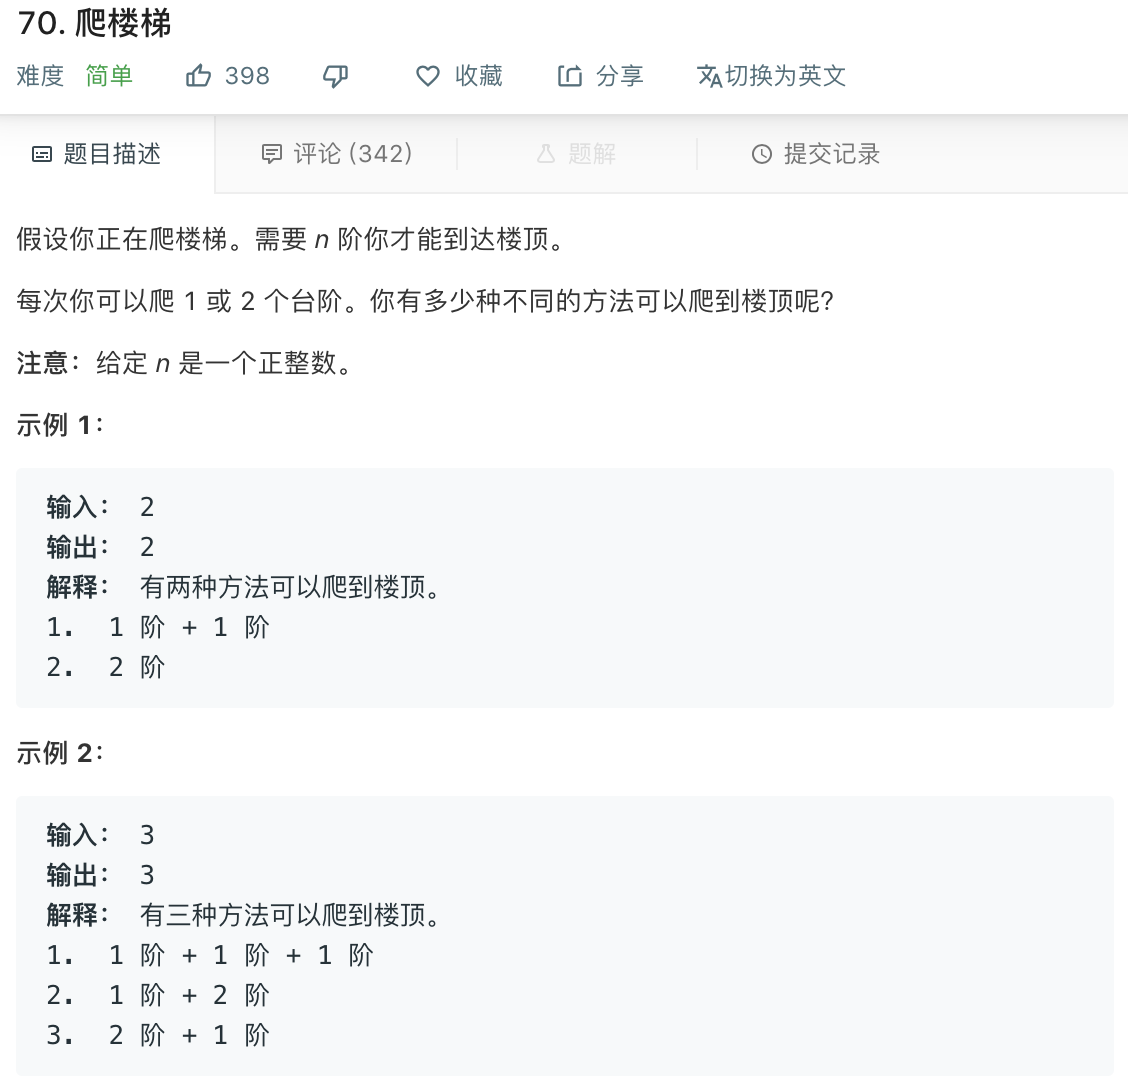 70. 爬楼梯
难度 简单 398 收藏 分享 切换为英文
题目描述 评论 (342) 题解 提交记录
假设你正在爬楼梯。需要 n 阶你才能到达楼顶。
每次你可以爬 1 或 2 个台阶。你有多少种不同的方法可以爬到楼顶呢?
注意：给定 n 是一个正整数。
示例 1：
输入： 2
输出： 2
解释： 有两种方法可以爬到楼顶。
1. 1 阶 + 1 阶
2. 2 阶
示例 2：
输入： 3
输出： 3
解释： 有三种方法可以爬到楼顶。
1. 1 阶 + 1 阶 + 1 阶
2. 1 阶 + 2 阶
3. 2 阶 + 1 阶